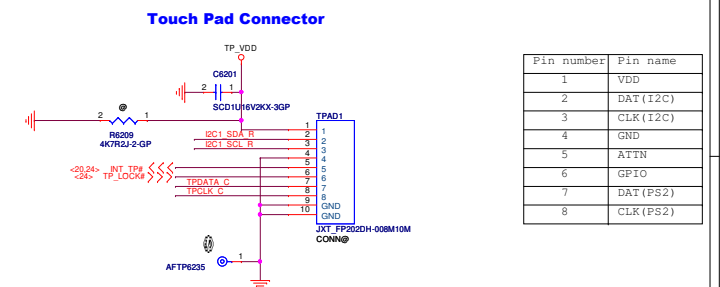 Touch Pad Connector
TP_VDD
C6201
2 1
SCD1U16V2KX-3GP
@
2 1
R6209
4K7R2J-2-GP
TPAD1
1 1
I2C1_SDA_R 2 2
I2C1_SCL_R 3 3
4 4
<20,24> INT_TP# 5 5
<24> TP_LOCK# 6 6
TPDATA_C 7 7
TPCLK_C 8 8
9 GND
10 GND
JXT_FP202DH-008M10M
CONN@
1
AFTP6235
Pin number Pin name
1 VDD
2 DAT(I2C)
3 CLK(I2C)
4 GND
5 ATTN
6 GPIO
7 DAT(PS2)
8 CLK(PS2)